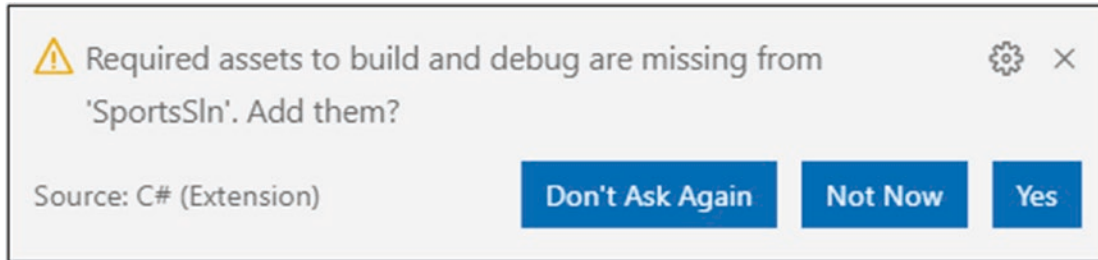 Required assets to build and debug are missing from
'SportsSln'. Add them?
Source: C# (Extension)
Don't Ask Again
Not Now
Yes